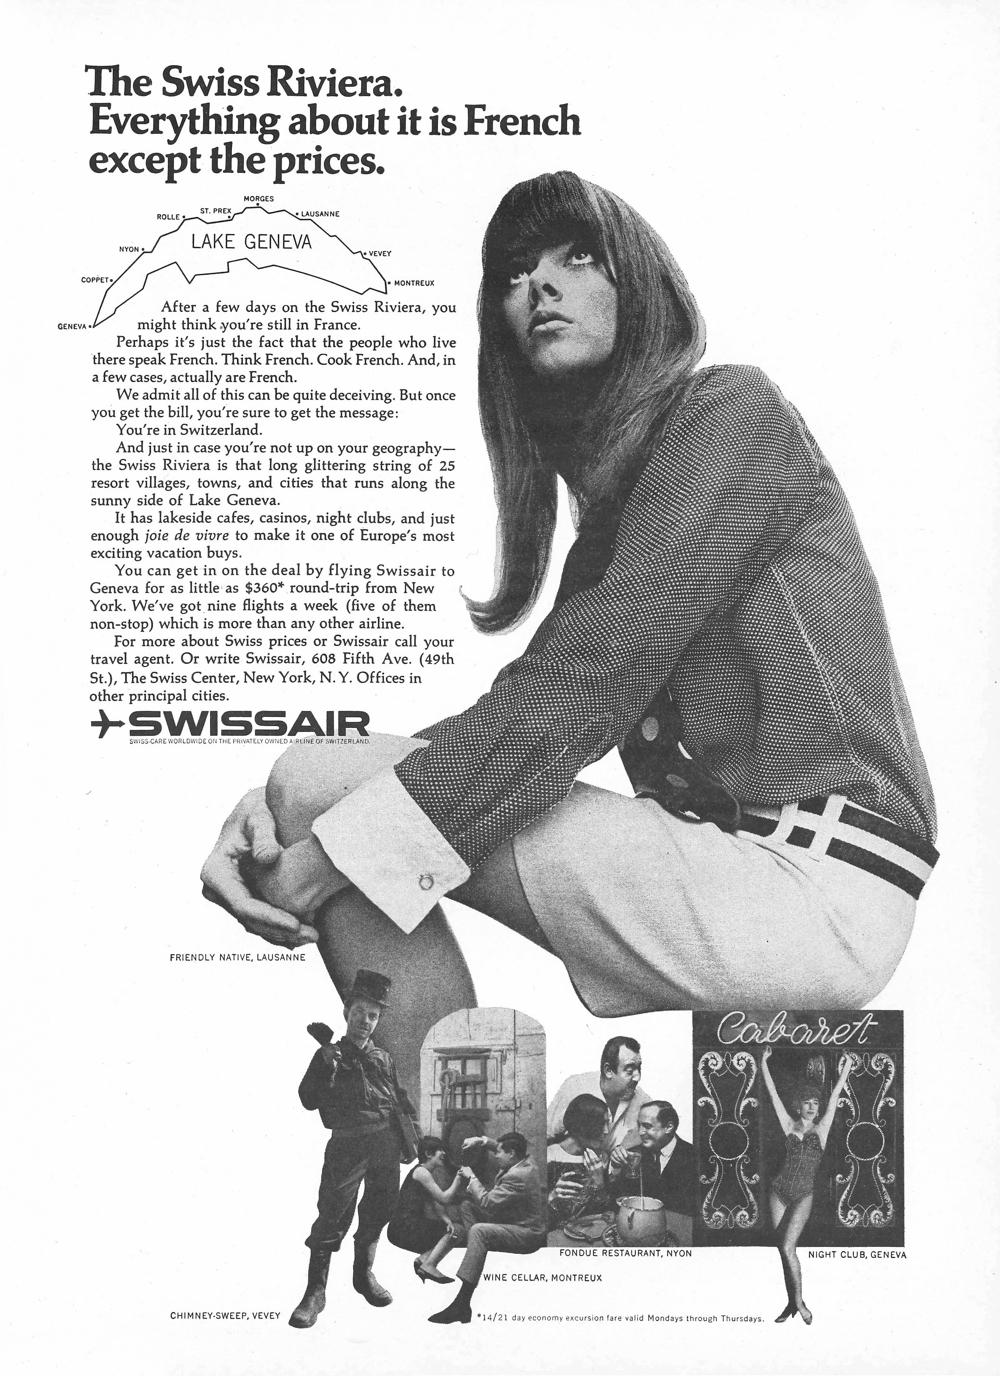 The Swiss Riviera.
Everything about it is French
except the prices.
MORGES
ST. PREX
ROLLE
LAUSANNE
LAKE GENEVA
NYON
VEVEY
COPPET
MONTREUX
GENEVA
After a few days on the Swiss Riviera, you
might think you're still in France.
Perhaps it's just the fact that the people who live
there speak French. Think French. Cook French. And, in
a few cases, actually are French.
We admit all of this can be quite deceiving. But once
you get the bill, you're sure to get the message:
You're in Switzerland.
And just in case you're not up on your geography—
the Swiss Riviera is that long glittering string of 25
resort villages, towns, and cities that runs along the
sunny side of Lake Geneva.
It has lakeside cafes, casinos, night clubs, and just
enough joie de vivre to make it one of Europe's most
exciting vacation buys.
You can get in on the deal by flying Swissair to
Geneva for as little as $360* round-trip from New
York. We've got nine flights a week (five of them
non-stop) which is more than any other airline.
For more about Swiss prices or Swissair call your
travel agent. Or write Swissair, 608 Fifth Ave. (49th
St.), The Swiss Center, New York, N. Y. Offices in
other principal cities.
SWISSAIR
SWISS-CARE WORLDWIDE ON THE PRIVATELY OWNED AIRLINE OF SWITZERLAND.
FRIENDLY NATIVE, LAUSANNE
Cabaret
FONDUE RESTAURANT, NYON
NIGHT CLUB, GENEVA
WINE CELLAR, MONTREUX
CHIMNEY-SWEEP, VEVEY
*14/21 day economy excursion fare valid Mondays through Thursdays.